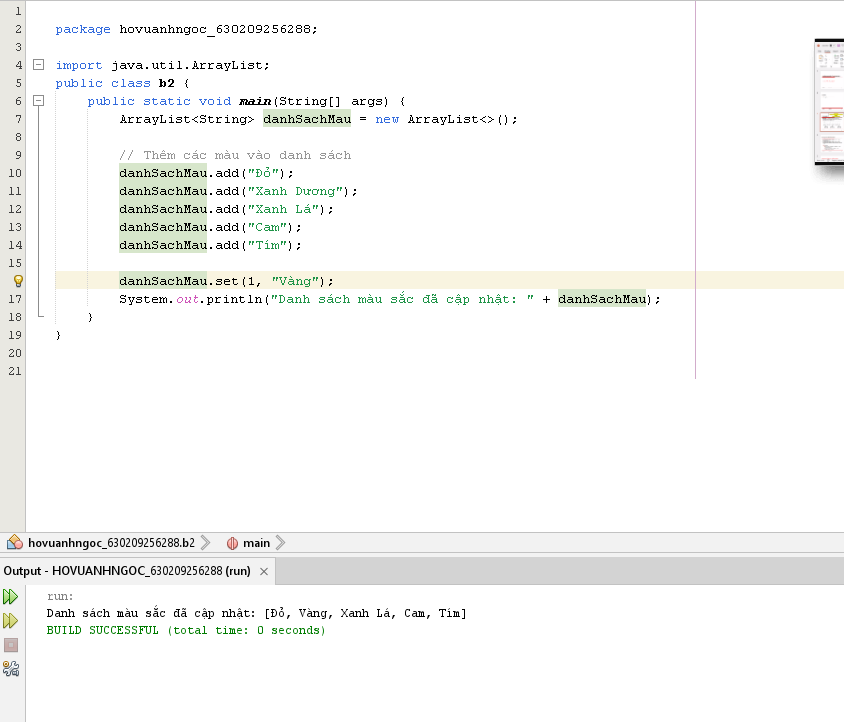 1
2 package hovuanhngoc_630209256288;
3
4 import java.util.ArrayList;
5 public class b2 {
6 public static void main(String[] args) {
7 ArrayList<String> danhSachMau = new ArrayList<>();
8
9 // Thêm các màu vào danh sách
10 danhSachMau.add("Đỏ");
11 danhSachMau.add("Xanh Dương");
12 danhSachMau.add("Xanh Lá");
13 danhSachMau.add("Cam");
14 danhSachMau.add("Tím");
15
danhSachMau.set(1, "Vàng");
17 System.out.println("Danh sách màu sắc đã cập nhật: " + danhSachMau);
18 }
19 }
20
21
hovuanhngoc_630209256288.b2 main
Output - HOVUANHNGOC_630209256288 (run) ×
run:
Danh sách màu sắc đã cập nhật: [Đỏ, Vàng, Xanh Lá, Cam, Tím]
BUILD SUCCESSFUL (total time: 0 seconds)